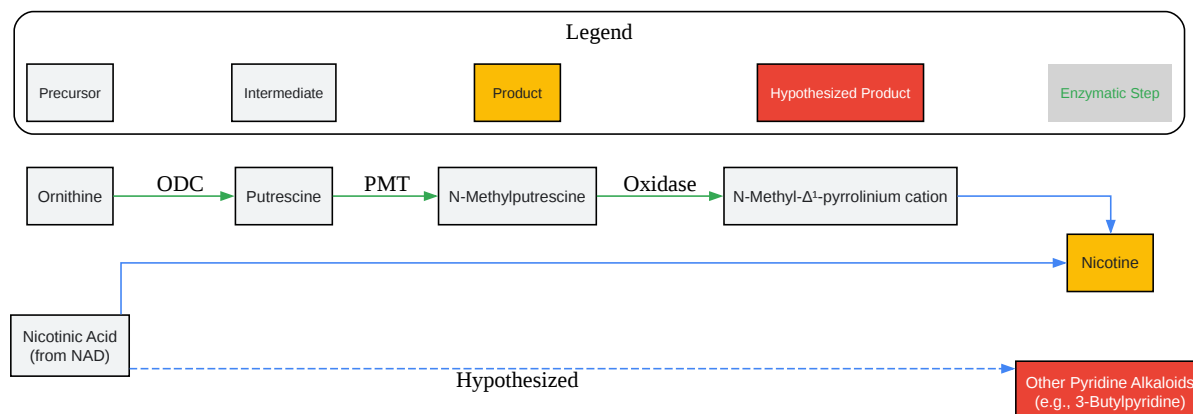 Legend
Precursor
Intermediate
Product
Hypothesized Product
Enzymatic Step
Ornithine
ODC
Putrescine
PMT
N-Methylputrescine
Oxidase
N-Methyl-Δ¹-pyrrolinium cation
Nicotine
Nicotinic Acid
(from NAD)
Hypothesized
Other Pyridine Alkaloids
(e.g., 3-Butylpyridine)